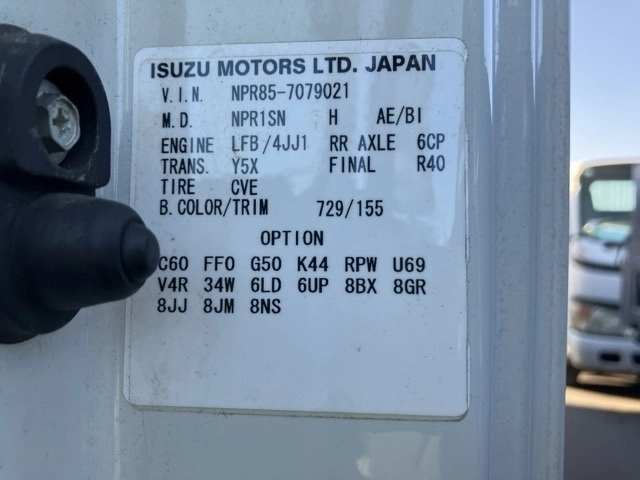 ISUZU MOTORS LTD. JAPAN
V.I.N. NPR85-7079021
M.D. NPR1SN H AE/BI
ENGINE LFB/4JJ1 RR AXLE 6CP
TRANS. Y5X FINAL R40
TIRE CVE
B.COLOR/TRIM 729/155
OPTION
C60 FF0 G50 K44 RPW U69
V4R 34W 6LD 6UP 8BX 8GR
8JJ 8JM 8NS